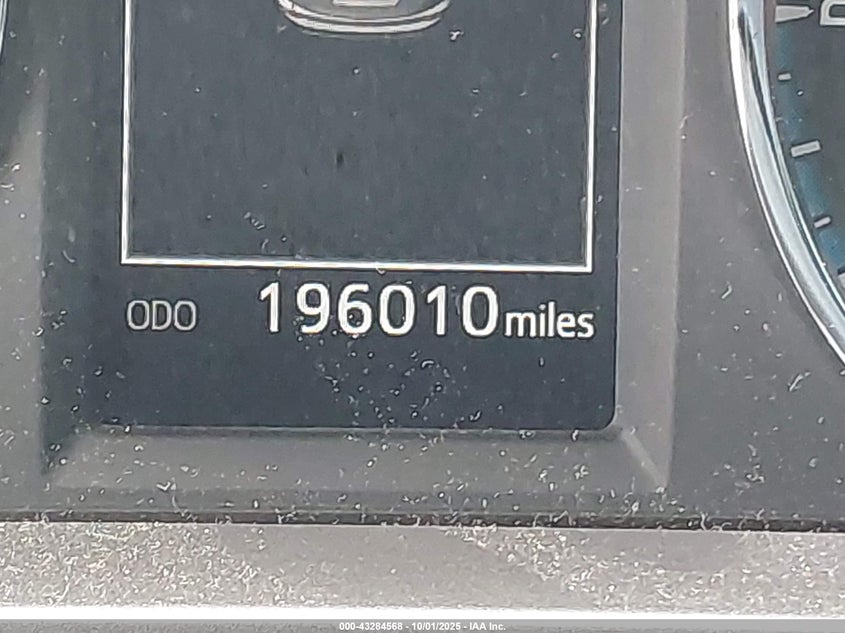 ODO 196010 miles
000-43284568 - 10/01/2025 - IAA Inc.